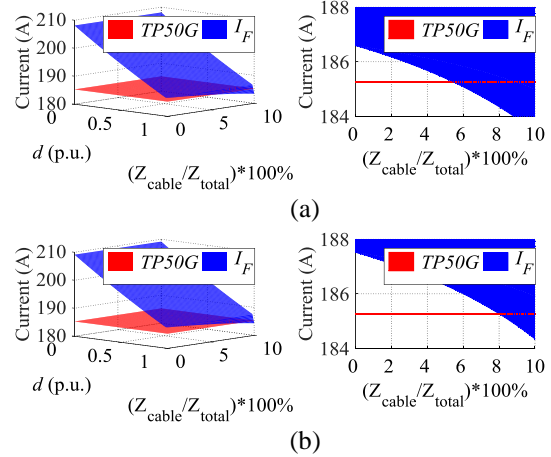 210
200
190
180
Current (A)
TP50G I_F
0
0.5
1
0
5
10
d (p.u.)
(Z_cable/Z_total)*100%
188
186
184
Current (A)
TP50G I_F
0 2 4 6 8 10
(Z_cable/Z_total)*100%
(a)
210
200
190
180
Current (A)
TP50G I_F
0
0.5
1
0
5
10
d (p.u.)
(Z_cable/Z_total)*100%
188
186
184
Current (A)
TP50G I_F
0 2 4 6 8 10
(Z_cable/Z_total)*100%
(b)